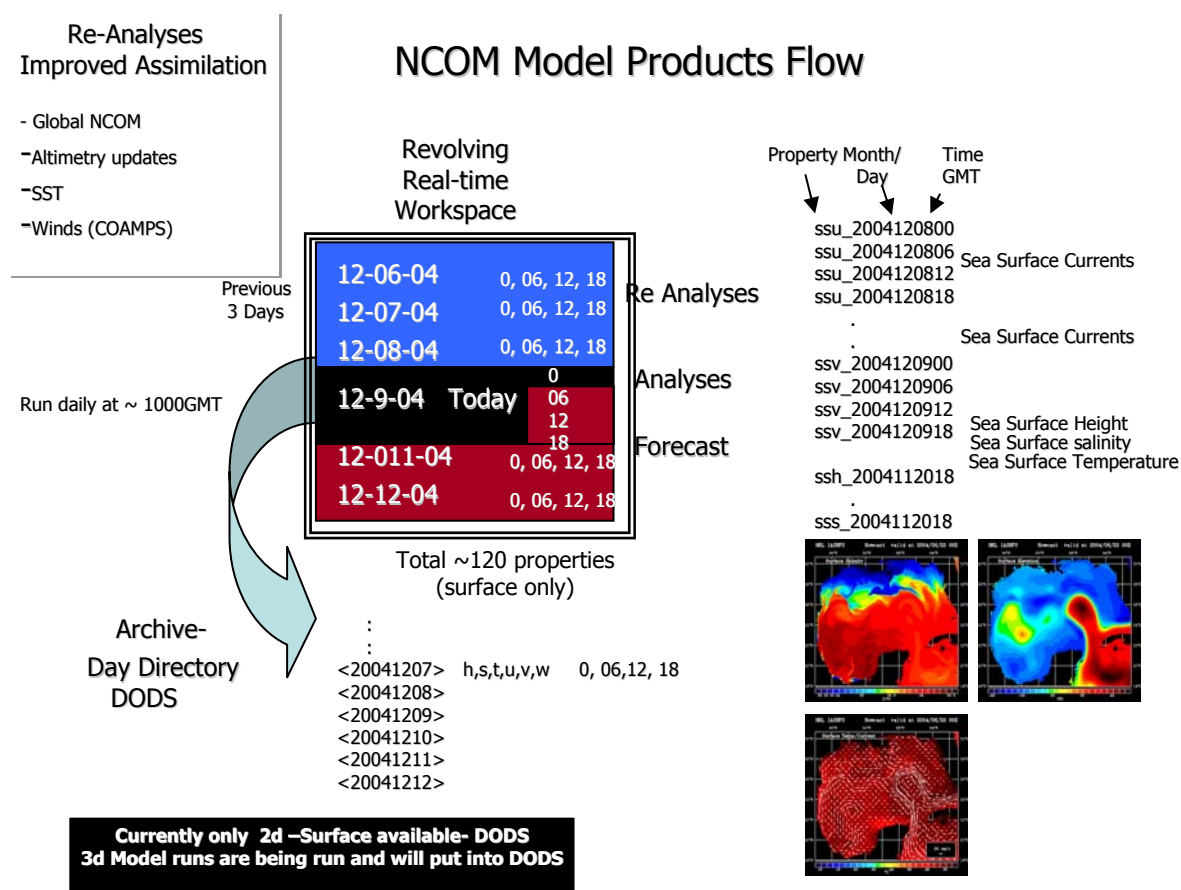 Re-Analyses
Improved Assimilation
- Global NCOM
-Altimetry updates
-SST
-Winds (COAMPS)
NCOM Model Products Flow
Revolving
Real-time
Workspace
Previous
3 Days
Run daily at ~ 1000GMT
12-06-04 0, 06, 12, 18
12-07-04 0, 06, 12, 18
12-08-04 0, 06, 12, 18
12-9-04 Today
0
06
12
18
12-011-04 0, 06, 12, 18
12-12-04 0, 06, 12, 18
Re Analyses
Analyses
Forecast
Total ~120 properties
(surface only)
Archive-
Day Directory
DODS
:
:
<20041207> h,s,t,u,v,w 0, 06,12, 18
<20041208>
<20041209>
<20041210>
<20041211>
<20041212>
Currently only 2d –Surface available- DODS
3d Model runs are being run and will put into DODS
Property Month/
Day
Time
GMT
ssu_2004120800
ssu_2004120806
ssu_2004120812
ssu_2004120818
Sea Surface Currents
.
.
Sea Surface Currents
ssv_2004120900
ssv_2004120906
ssv_2004120912
ssv_2004120918
Sea Surface Height
Sea Surface salinity
Sea Surface Temperature
ssh_2004112018
.
sss_2004112018